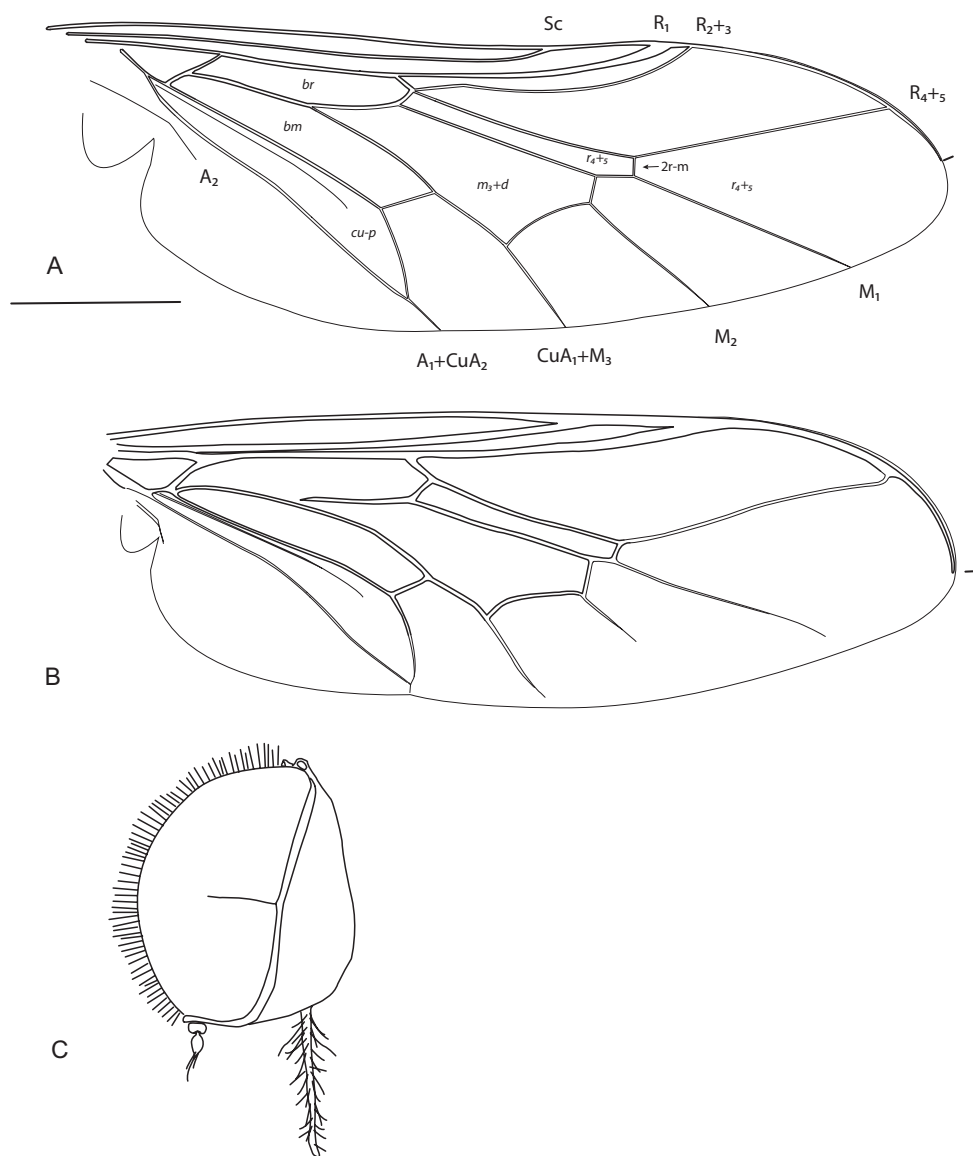 Sc R₁ R₂+₃
R₄+₅
br
bm
r₄+₅ ←2r-m
m₃+d r₄+₅
A₂
cu-p
A
M₁
M₂
A₁+CuA₂ CuA₁+M₃
B
C